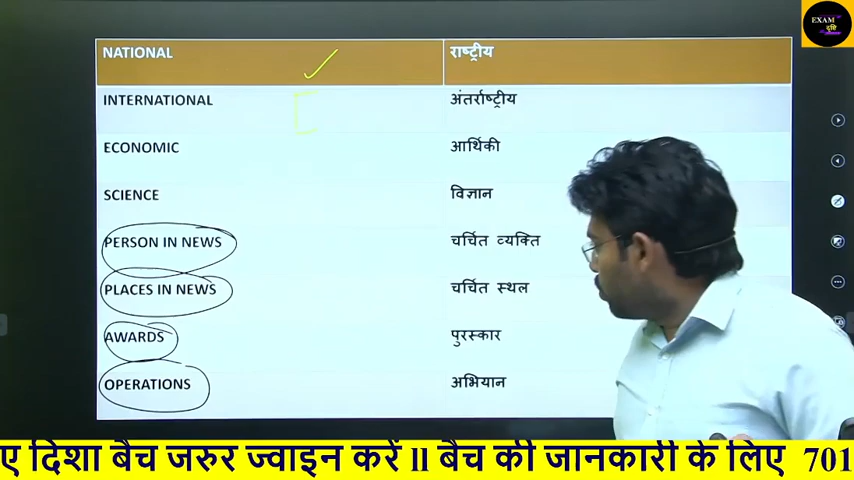 EXAM
दृष्टि
NATIONAL राष्ट्रीय
INTERNATIONAL अंतर्राष्ट्रीय
ECONOMIC आर्थिकी
SCIENCE विज्ञान
PERSON IN NEWS चर्चित व्यक्ति
PLACES IN NEWS चर्चित स्थल
AWARDS पुरस्कार
OPERATIONS अभियान
ए दिशा बैच जरुर ज्वाइन करें ll बैच की जानकारी के लिए 701